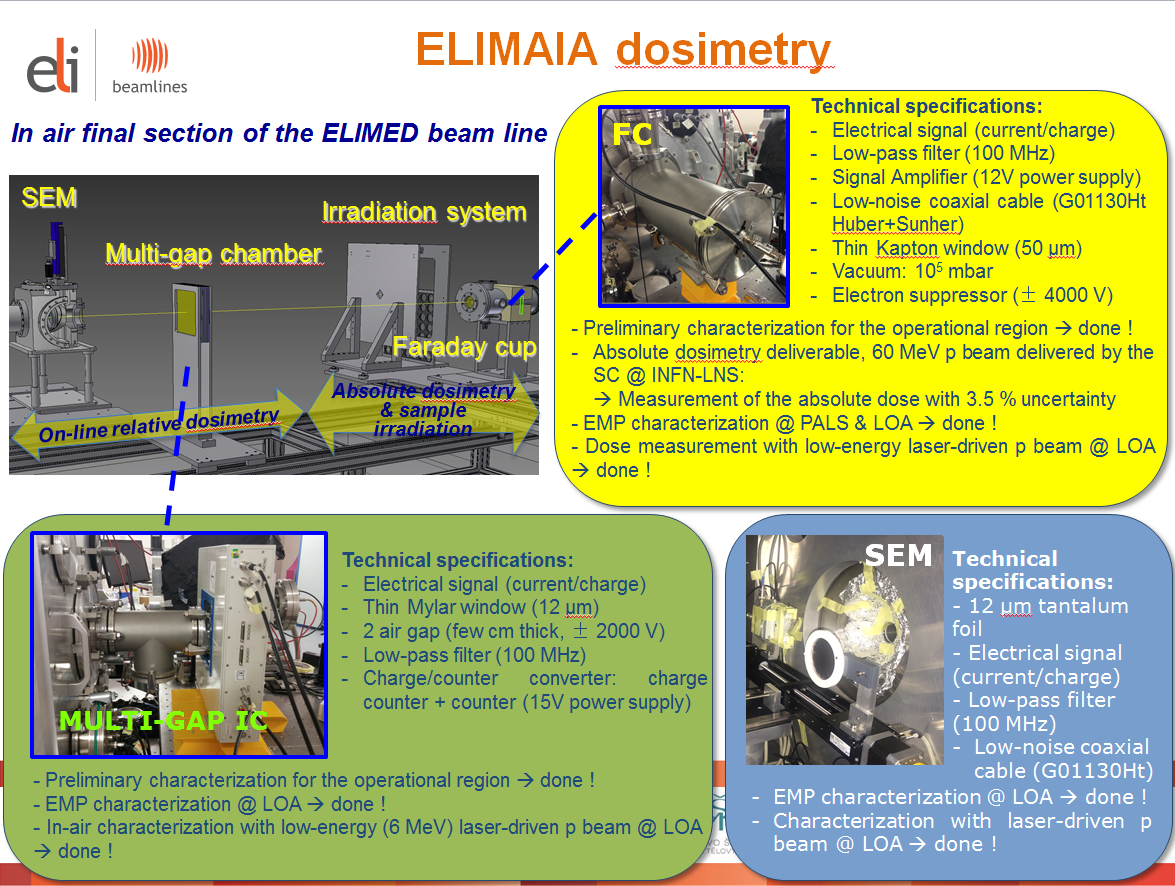 eli
beamlines
ELIMAIA dosimetry
In air final section of the ELIMED beam line
SEM
Multi-gap chamber
Irradiation system
Faraday cup
On-line relative dosimetry
Absolute dosimetry
& sample
irradiation
FC
Technical specifications:
- Electrical signal (current/charge)
- Low-pass filter (100 MHz)
- Signal Amplifier (12V power supply)
- Low-noise coaxial cable (G01130Ht
Huber+Sunher)
- Thin Kapton window (50 µm)
- Vacuum: 10⁵ mbar
- Electron suppressor (± 4000 V)
- Preliminary characterization for the operational region → done !
- Absolute dosimetry deliverable, 60 MeV p beam delivered by the
SC @ INFN-LNS:
→ Measurement of the absolute dose with 3.5 % uncertainty
- EMP characterization @ PALS & LOA → done !
- Dose measurement with low-energy laser-driven p beam @ LOA
→ done !
MULTI-GAP IC
Technical specifications:
- Electrical signal (current/charge)
- Thin Mylar window (12 µm)
- 2 air gap (few cm thick, ± 2000 V)
- Low-pass filter (100 MHz)
- Charge/counter converter: charge
counter + counter (15V power supply)
- Preliminary characterization for the operational region → done !
- EMP characterization @ LOA → done !
- In-air characterization with low-energy (6 MeV) laser-driven p beam @ LOA
→ done !
SEM
Technical
specifications:
- 12 µm tantalum
foil
- Electrical signal
(current/charge)
- Low-pass filter
(100 MHz)
- Low-noise coaxial
cable (G01130Ht)
- EMP characterization @ LOA → done !
- Characterization with laser-driven p
beam @ LOA → done !